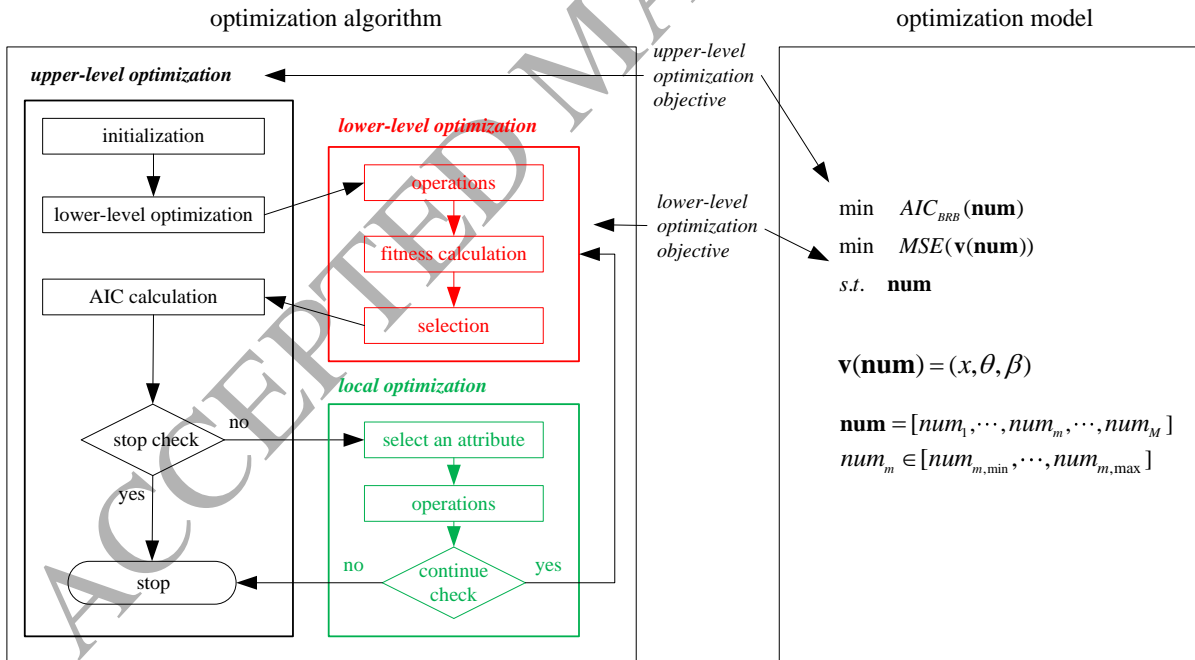 optimization algorithm
optimization model
upper-level optimization
upper-level
optimization
objective
initialization
lower-level optimization
AIC calculation
stop check
no
yes
stop
lower-level optimization
operations
fitness calculation
selection
local optimization
select an attribute
operations
continue
check
no
yes
lower-level
optimization
objective
min AIC_BRB(num)
min MSE(v(num))
s.t. num
v(num) = (x,θ,β)
num = [num_1,⋯,num_m,⋯,num_M]
num_m ∈ [num_m,min,⋯,num_m,max]
ACCEPTED MA